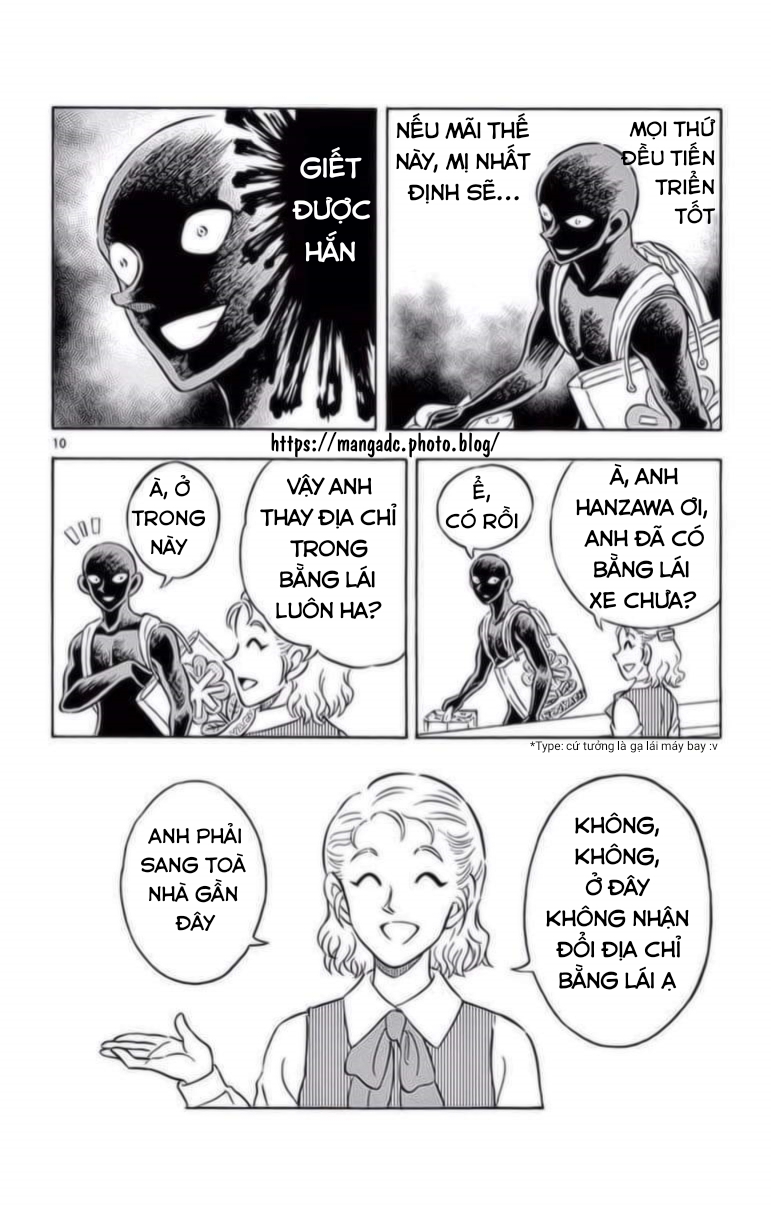 MỌI THỨ
ĐỀU TIẾN
TRIỂN
TỐT
NẾU MÃI THẾ
NÀY, MỊ NHẤT
ĐỊNH SẼ...
GIẾT
ĐƯỢC
HẮN
10
https://mangadc.photo.blog/
À, ANH
HANZAWA ƠI,
ANH ĐÃ CÓ
BẰNG LÁI
XE CHƯA?
Ể,
CÓ RỒI
VẬY ANH
THAY ĐỊA CHỈ
TRONG
BẰNG LÁI
LUÔN HA?
À, Ở
TRONG
NÀY
*Type: cứ tưởng là gạ lái máy bay :v
KHÔNG,
KHÔNG,
Ở ĐÂY
KHÔNG NHẬN
ĐỔI ĐỊA CHỈ
BẰNG LÁI Ạ
ANH PHẢI
SANG TOÀ
NHÀ GẦN
ĐÂY